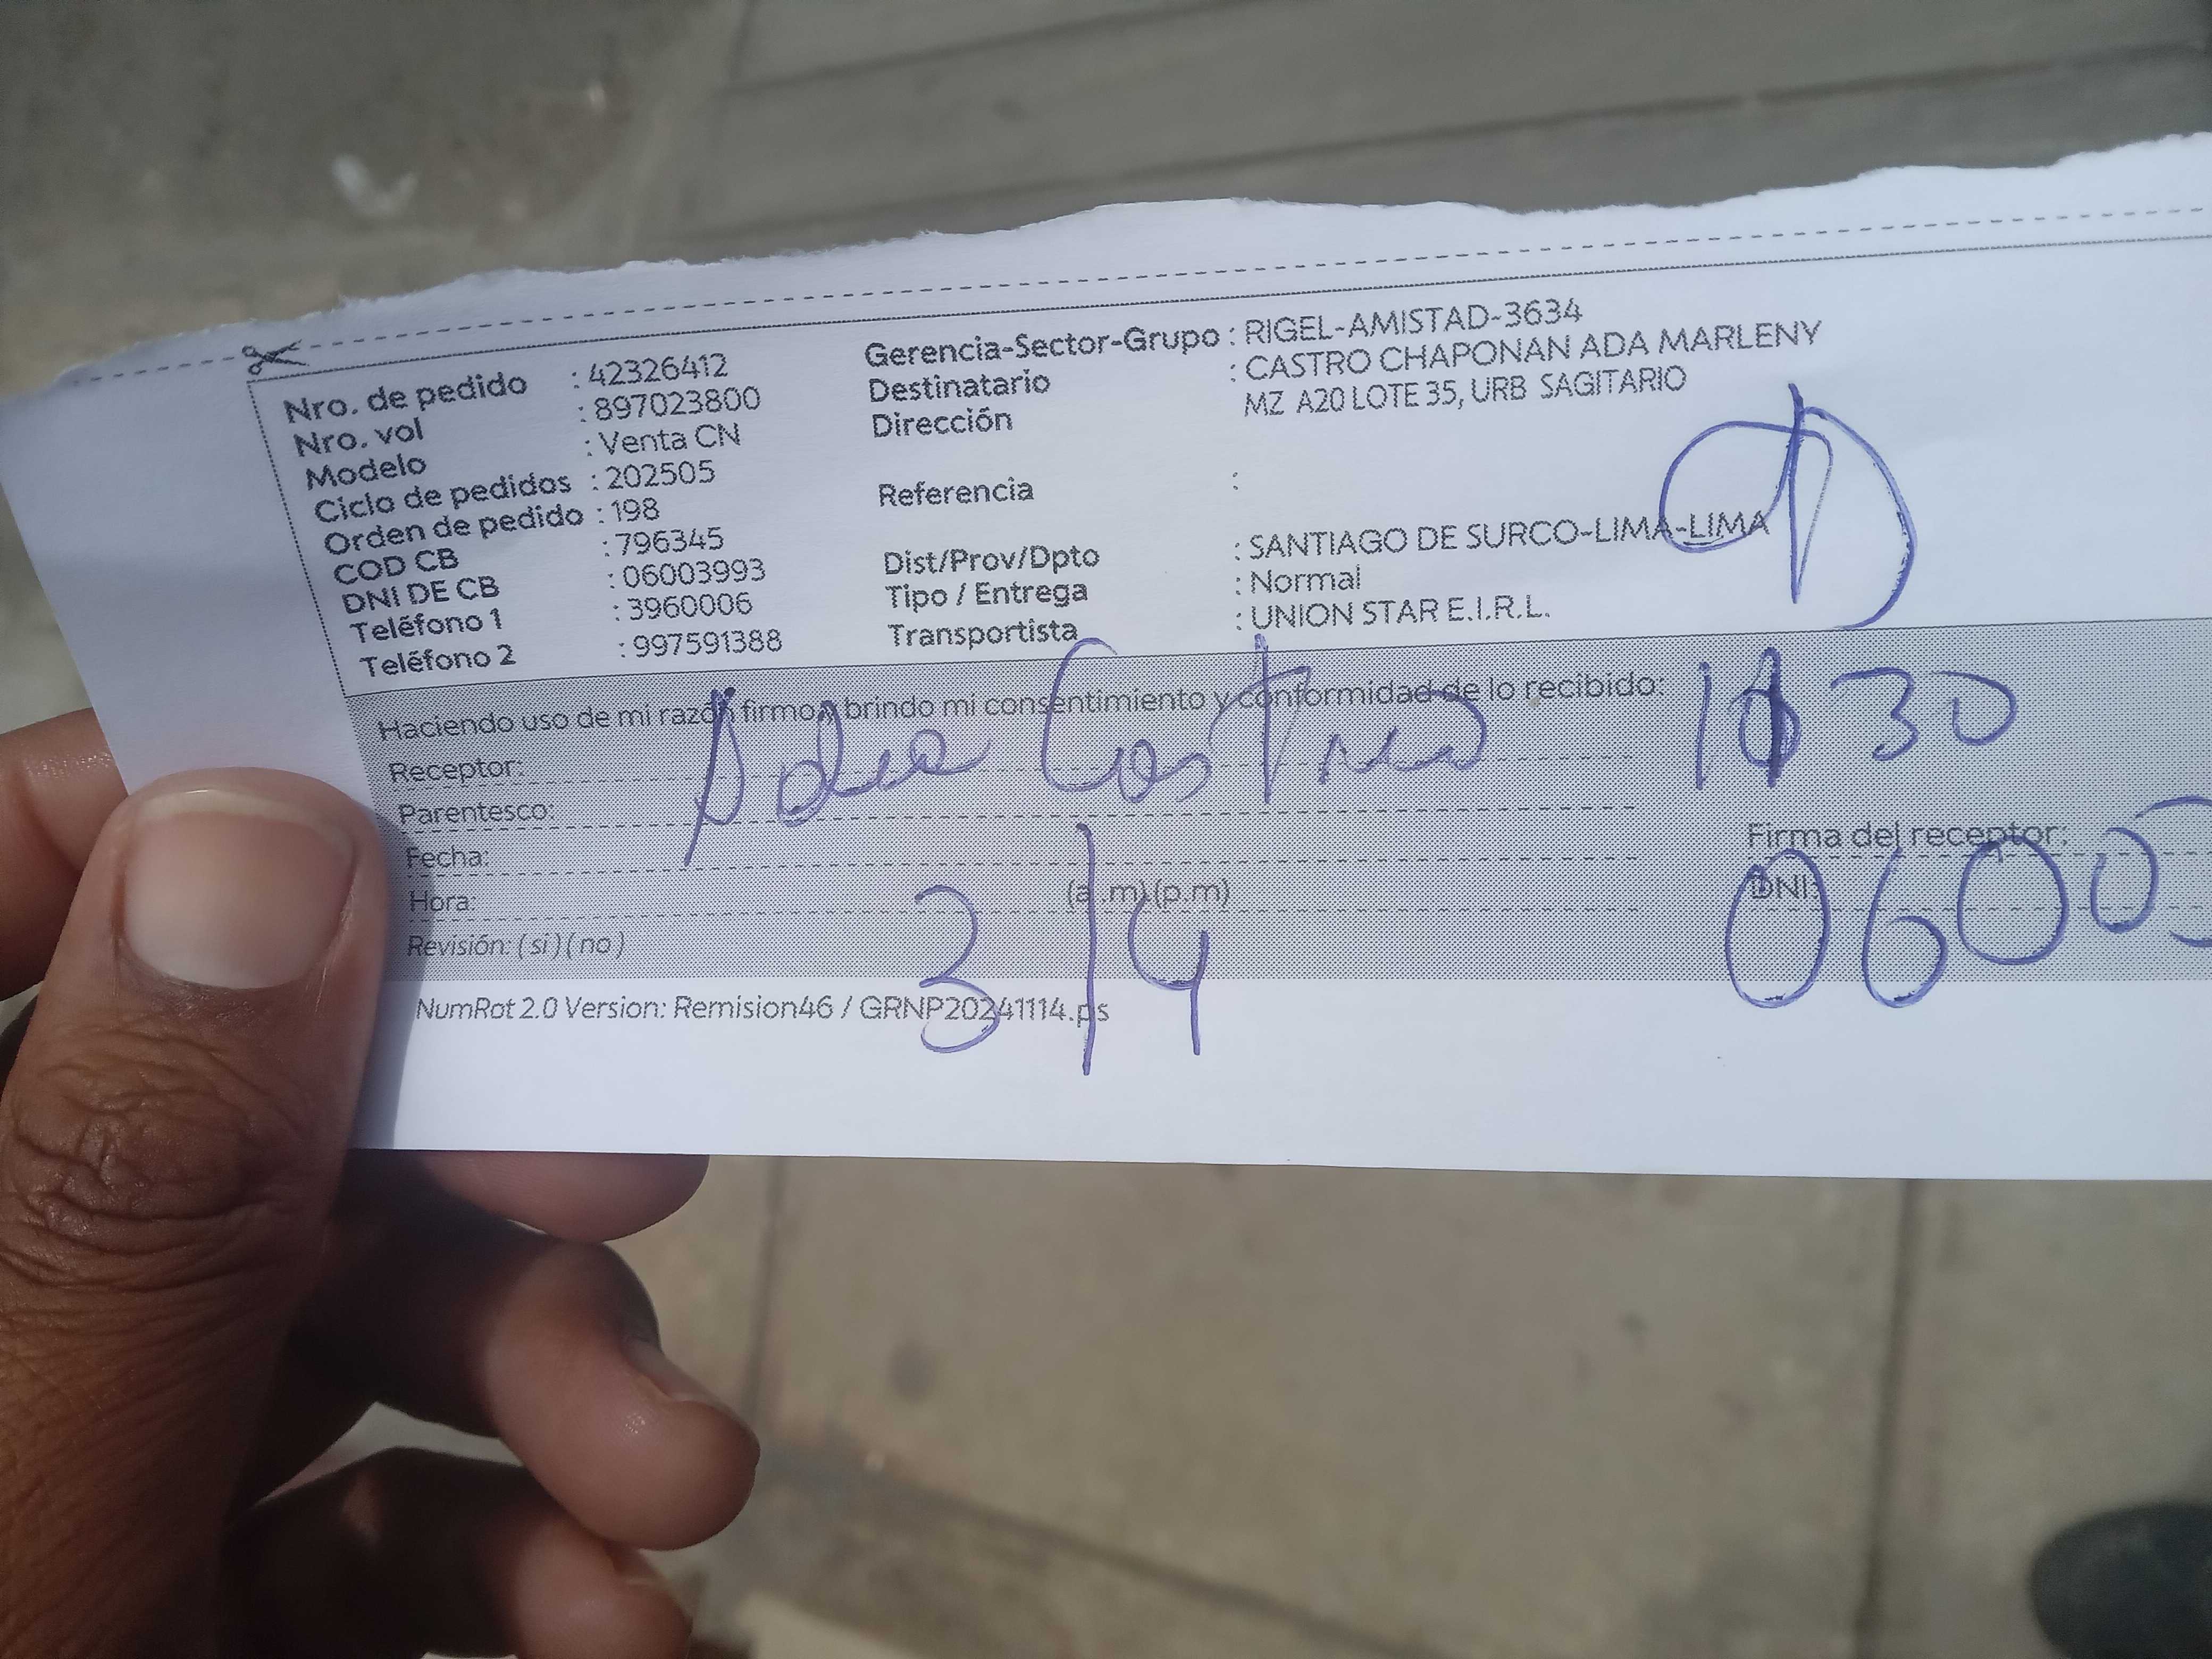 Nro. de pedido : 42326412
Nro. vol : 897023800
Modelo : Venta CN
Ciclo de pedidos : 202505
Orden de pedido : 198
COD CB : 796345
DNI DE CB : 06003993
Teléfono 1 : 3960006
Teléfono 2 : 997591388
Gerencia-Sector-Grupo : RIGEL-AMISTAD-3634
Destinatario : CASTRO CHAPONAN ADA MARLENY
Dirección MZ A20 LOTE 35, URB SAGITARIO
Referencia :
Dist/Prov/Dpto : SANTIAGO DE SURCO-LIMA-LIMA
Tipo / Entrega : Normal
Transportista : UNION STAR E.I.R.L.
Haciendo uso de mi razón firmo y brindo mi consentimiento y conformidad de lo recibido:
Receptor: Ada Castro
Parentesco:
Fecha:
Hora: (a.m) (p.m)
Revisión: ( si ) ( no )
3/4
30
Firma del receptor:
DNI: 0600
NumRot 2.0 Version: Remision46 / GRNP20241114.ps